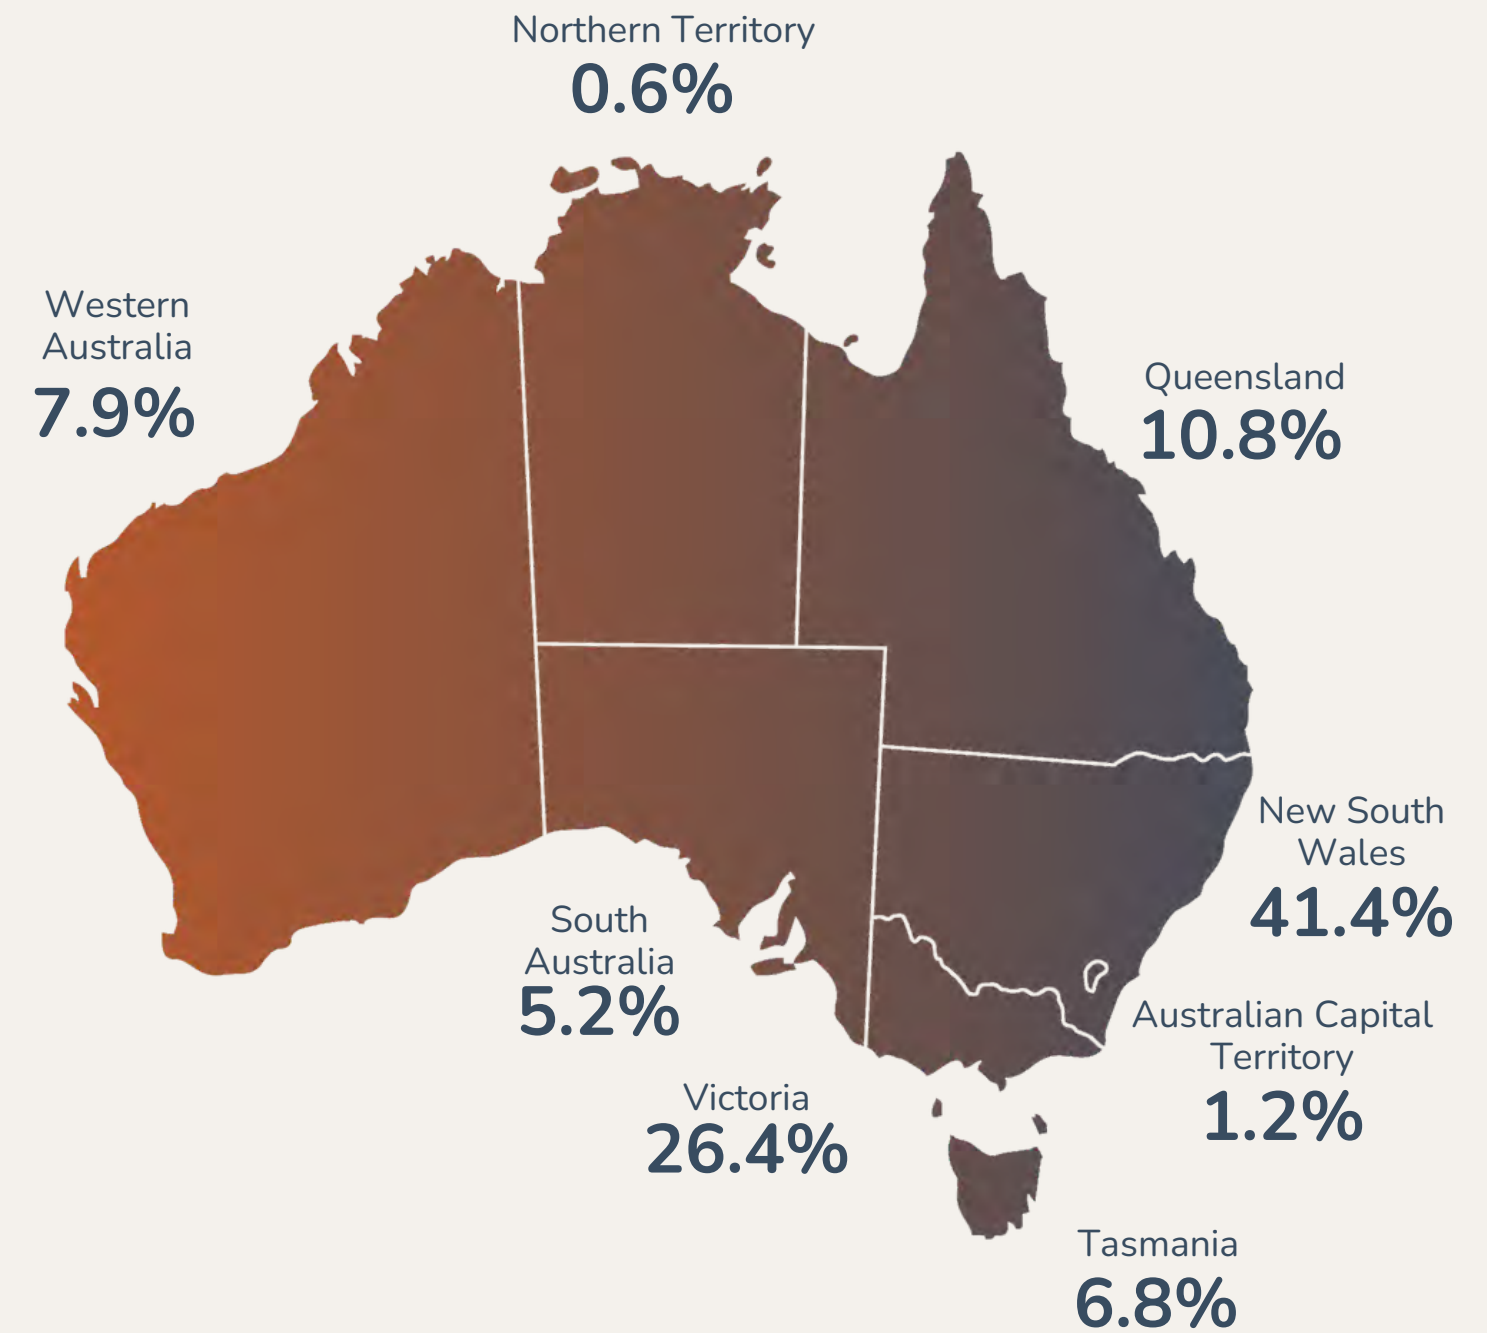 Northern Territory
0.6%
Western
Australia
7.9%
Queensland
10.8%
New South
Wales
41.4%
South
Australia
5.2%
Australian Capital
Territory
1.2%
Victoria
26.4%
Tasmania
6.8%